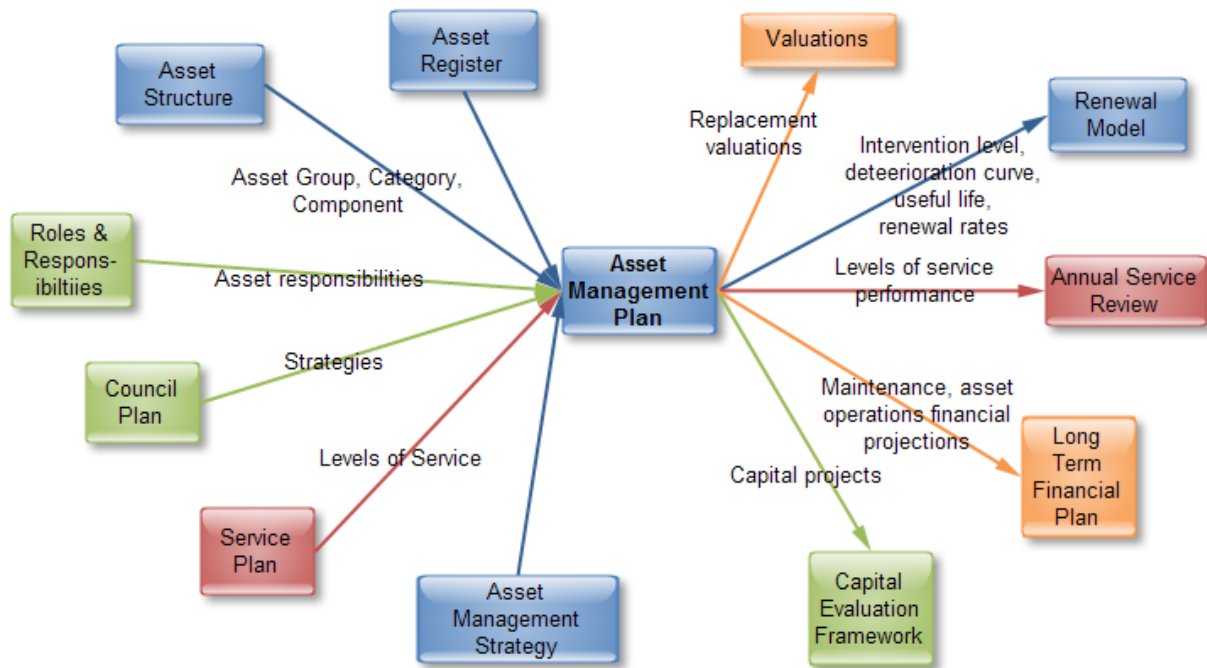 Asset
Register
Valuations
Asset
Structure
Renewal
Model
Replacement
valuations
Intervention level,
deteerioration curve,
useful life,
renewal rates
Asset Group, Category,
Component
Roles &
Respons-
ibiltiies
Asset responsibilities
Asset
Management
Plan
Levels of service
performance
Annual Service
Review
Strategies
Council
Plan
Maintenance, asset
operations financial
projections
Long
Term
Financial
Plan
Levels of Service
Capital projects
Service
Plan
Asset
Management
Strategy
Capital
Evaluation
Framework